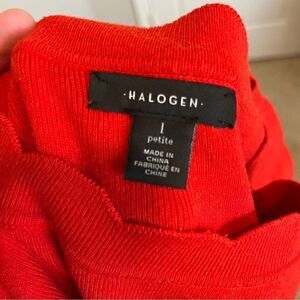 ·HALOGEN·
1
petite
MADE IN
CHINA
FABRIQUÉ EN
CHINE